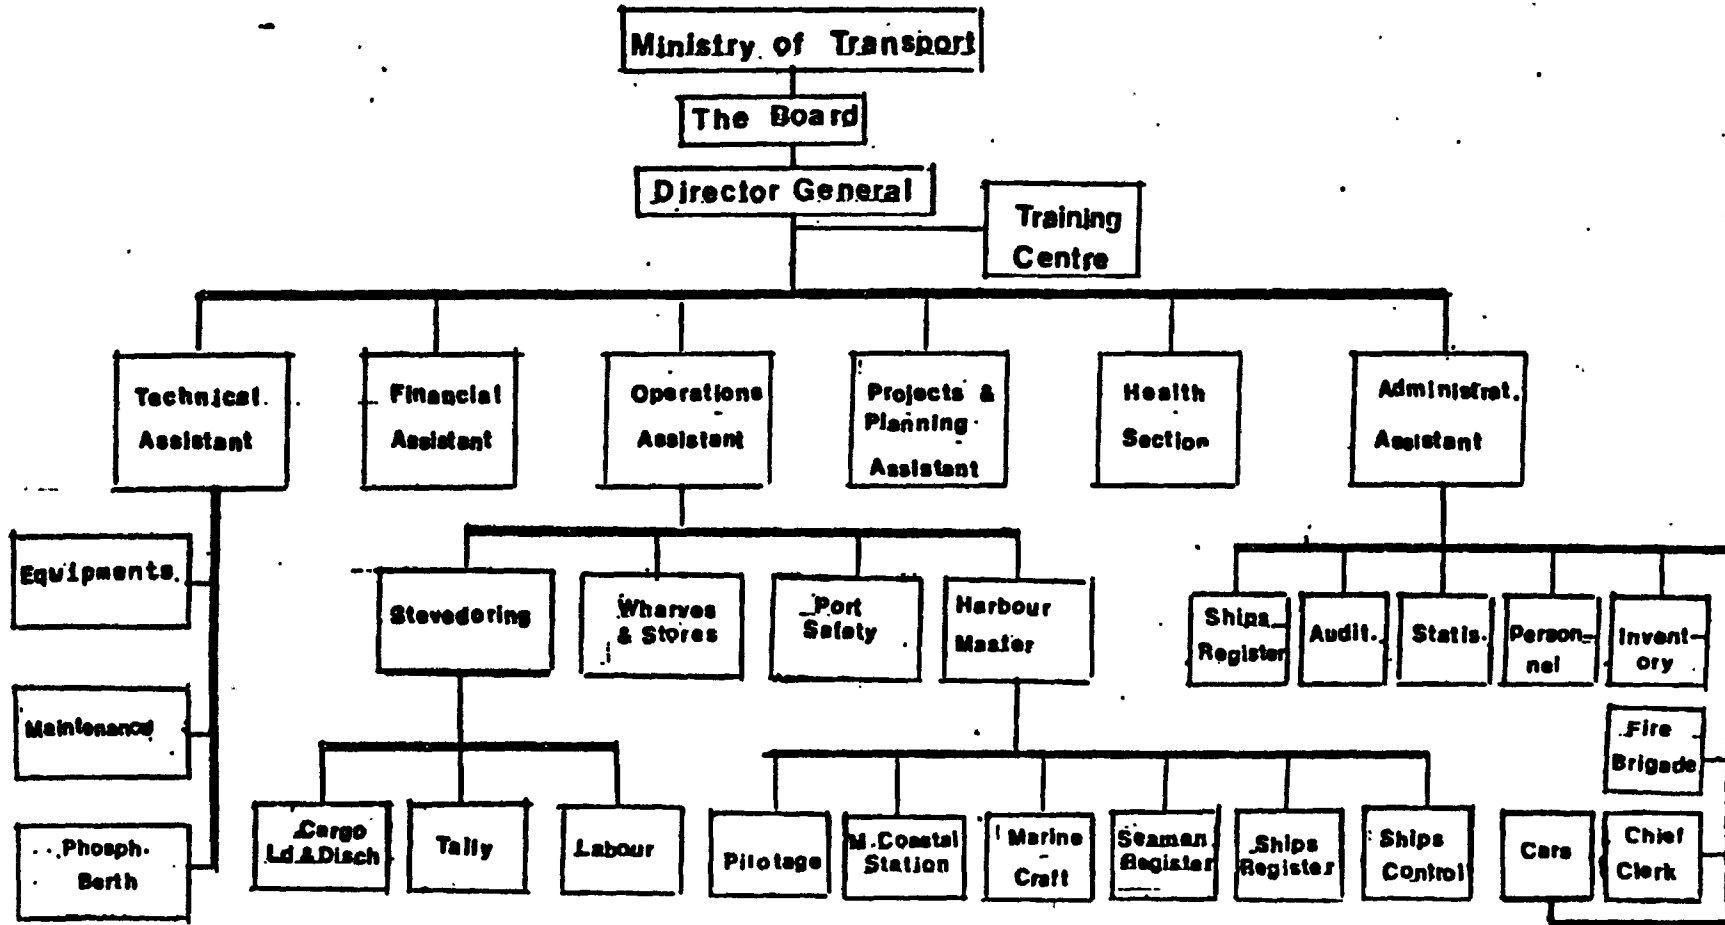 Ministry of Transport
The Board
Director General
Training
Centre
Technical
Assistant
Financial
Assistant
Operations
Assistant
Projects &
Planning
Assistant
Health
Section
Administrat.
Assistant
Equipments.
Maintenance
Phosph.
Berth
Stevedoring
Wharves
& Stores
Port
Safety
Harbour
Master
Ships
Register
Audit.
Statis.
Person-
nel
Invent-
ory
Fire
Brigade
Cargo
Ld.&Disch
Tally
Labour
Pilotage
M.Coastal
Station
Marine
Craft
Seaman
Register
Ships
Register
Ships
Control
Cars
Chief
Clerk